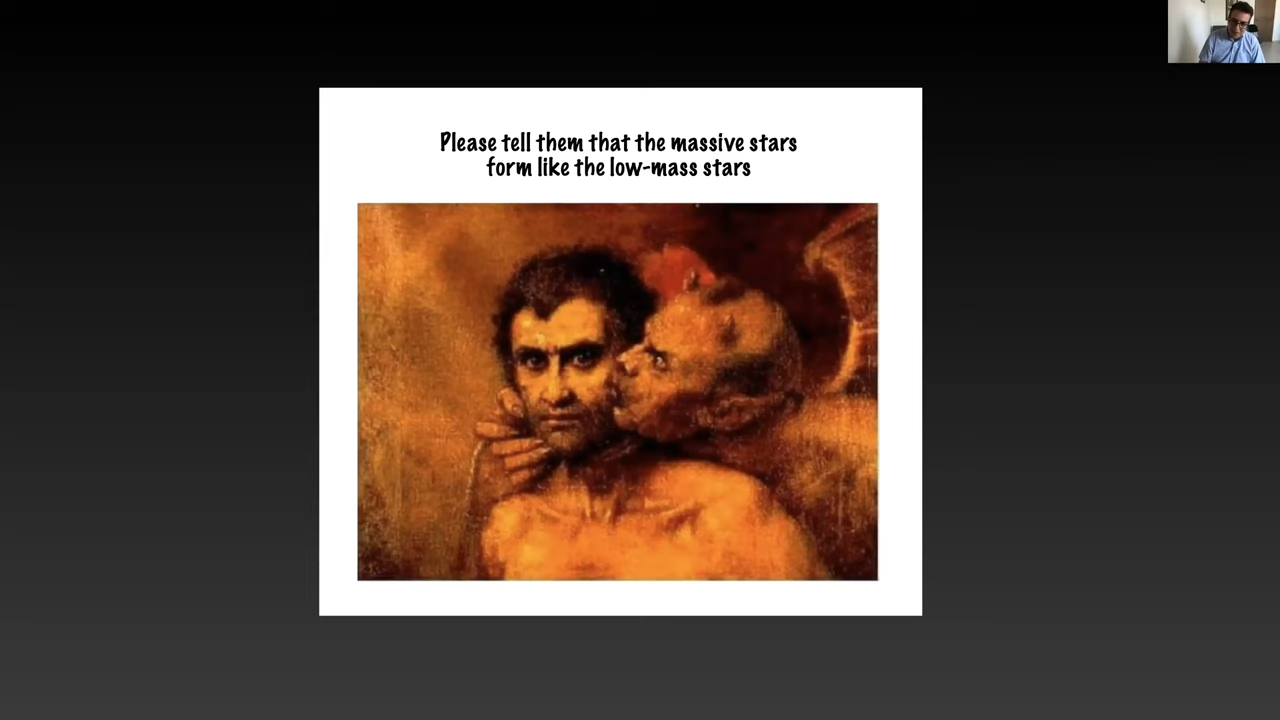 Please tell them that the massive stars
form like the low-mass stars